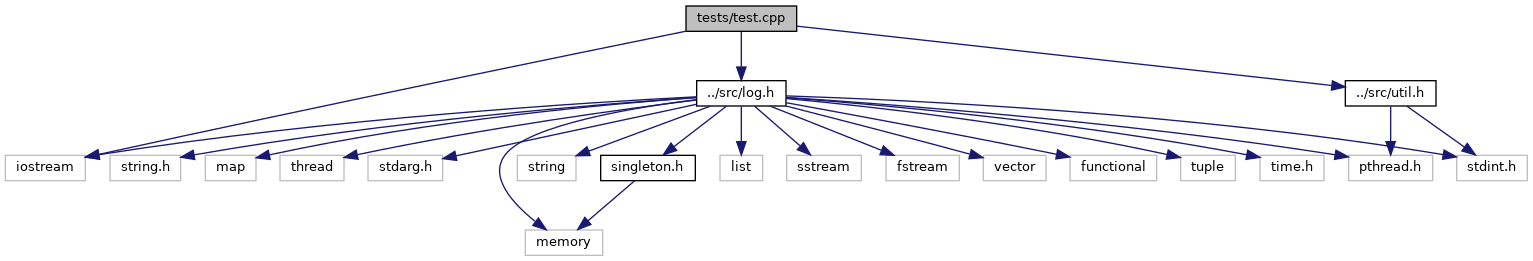 tests/test.cpp
../src/log.h
../src/util.h
iostream
string.h
map
thread
stdarg.h
string
singleton.h
list
sstream
fstream
vector
functional
tuple
time.h
pthread.h
stdint.h
memory